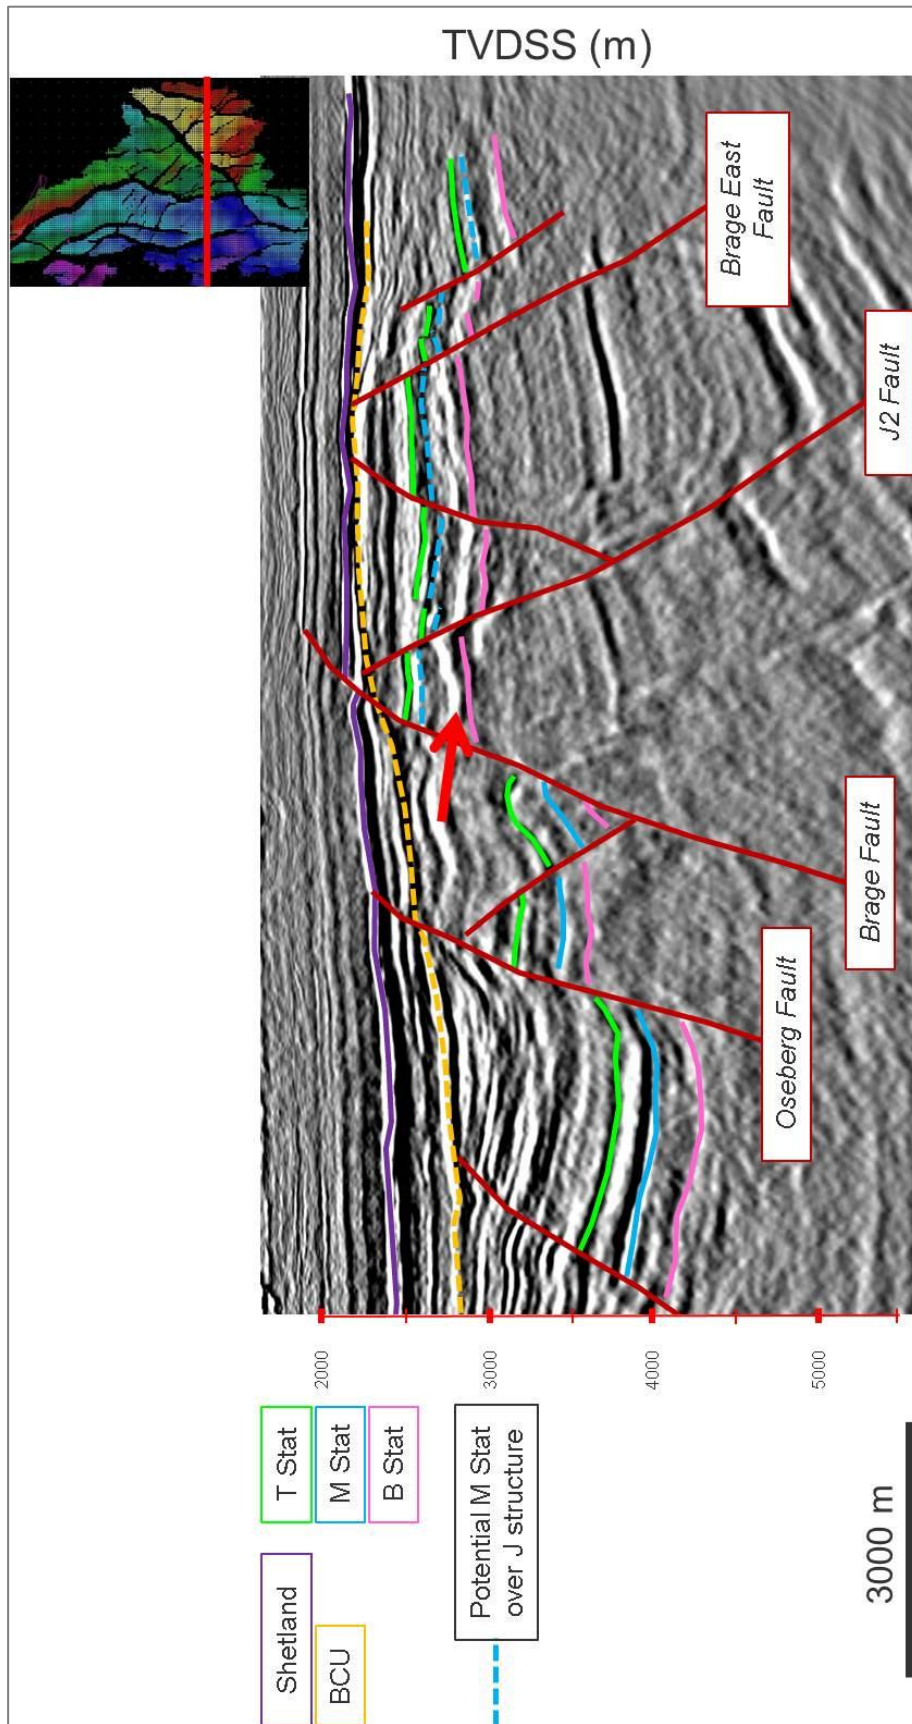 TVDSS (m)
Brage East
Fault
J2 Fault
Brage Fault
Oseberg Fault
2000
3000
4000
5000
T Stat
M Stat
B Stat
Shetland
BCU
Potential M Stat
over J structure
3000 m